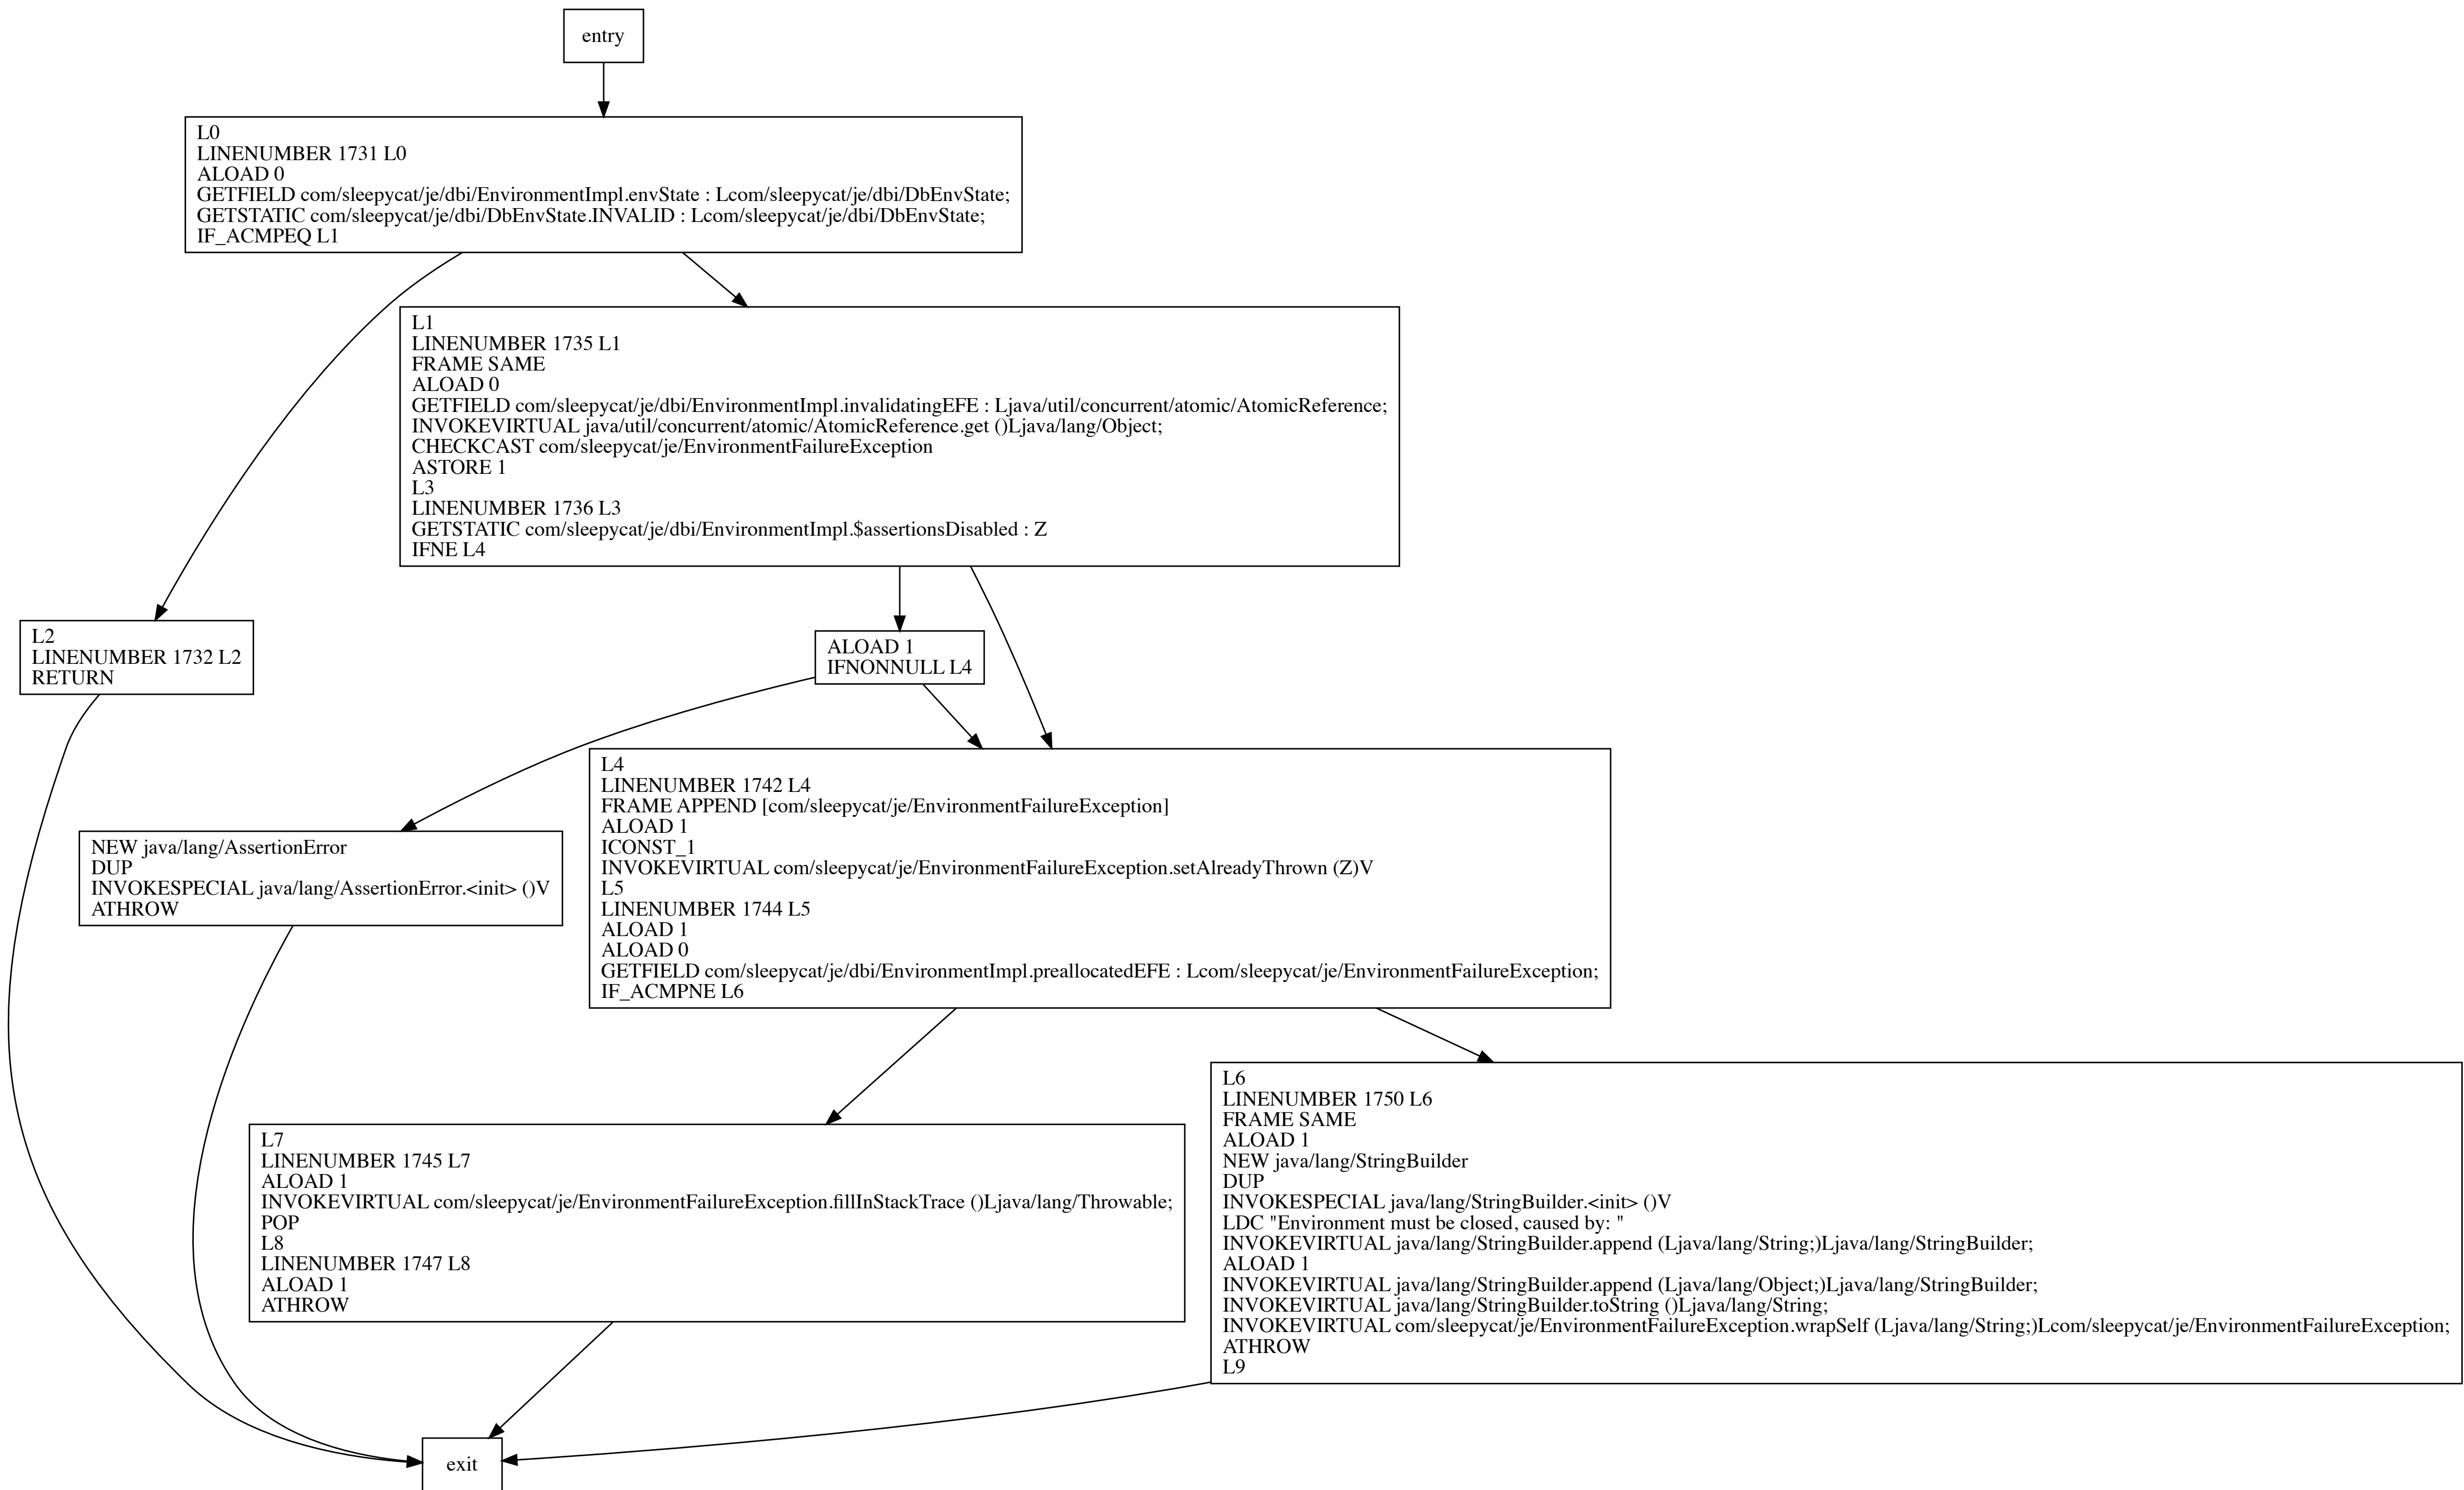 entry
L0
LINENUMBER 1731 L0
ALOAD 0
GETFIELD com/sleepycat/je/dbi/EnvironmentImpl.envState : Lcom/sleepycat/je/dbi/DbEnvState;
GETSTATIC com/sleepycat/je/dbi/DbEnvState.INVALID : Lcom/sleepycat/je/dbi/DbEnvState;
IF_ACMPEQ L1
L1
LINENUMBER 1735 L1
FRAME SAME
ALOAD 0
GETFIELD com/sleepycat/je/dbi/EnvironmentImpl.invalidatingEFE : Ljava/util/concurrent/atomic/AtomicReference;
INVOKEVIRTUAL java/util/concurrent/atomic/AtomicReference.get ()Ljava/lang/Object;
CHECKCAST com/sleepycat/je/EnvironmentFailureException
ASTORE 1
L3
LINENUMBER 1736 L3
GETSTATIC com/sleepycat/je/dbi/EnvironmentImpl.$assertionsDisabled : Z
IFNE L4
L2
LINENUMBER 1732 L2
RETURN
ALOAD 1
IFNONNULL L4
NEW java/lang/AssertionError
DUP
INVOKESPECIAL java/lang/AssertionError.<init> ()V
ATHROW
L4
LINENUMBER 1742 L4
FRAME APPEND [com/sleepycat/je/EnvironmentFailureException]
ALOAD 1
ICONST_1
INVOKEVIRTUAL com/sleepycat/je/EnvironmentFailureException.setAlreadyThrown (Z)V
L5
LINENUMBER 1744 L5
ALOAD 1
ALOAD 0
GETFIELD com/sleepycat/je/dbi/EnvironmentImpl.preallocatedEFE : Lcom/sleepycat/je/EnvironmentFailureException;
IF_ACMPNE L6
L7
LINENUMBER 1745 L7
ALOAD 1
INVOKEVIRTUAL com/sleepycat/je/EnvironmentFailureException.fillInStackTrace ()Ljava/lang/Throwable;
POP
L8
LINENUMBER 1747 L8
ALOAD 1
ATHROW
L6
LINENUMBER 1750 L6
FRAME SAME
ALOAD 1
NEW java/lang/StringBuilder
DUP
INVOKESPECIAL java/lang/StringBuilder.<init> ()V
LDC "Environment must be closed, caused by: "
INVOKEVIRTUAL java/lang/StringBuilder.append (Ljava/lang/String;)Ljava/lang/StringBuilder;
ALOAD 1
INVOKEVIRTUAL java/lang/StringBuilder.append (Ljava/lang/Object;)Ljava/lang/StringBuilder;
INVOKEVIRTUAL java/lang/StringBuilder.toString ()Ljava/lang/String;
INVOKEVIRTUAL com/sleepycat/je/EnvironmentFailureException.wrapSelf (Ljava/lang/String;)Lcom/sleepycat/je/EnvironmentFailureException;
ATHROW
L9
exit